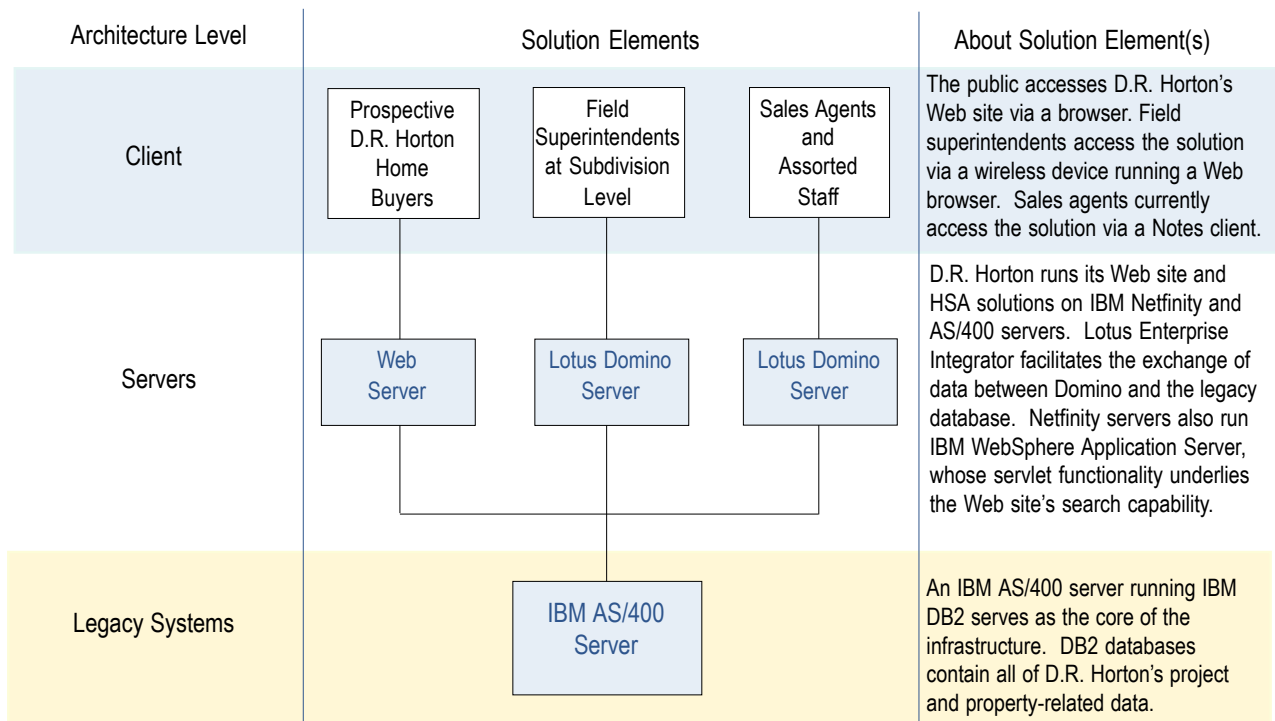 Architecture Level
Solution Elements
About Solution Element(s)
Client
Prospective
D.R. Horton
Home
Buyers
Field
Superintendents
at Subdivision
Level
Sales Agents
and
Assorted
Staff
The public accesses D.R. Horton’s
Web site via a browser. Field
superintendents access the solution
via a wireless device running a Web
browser. Sales agents currently
access the solution via a Notes client.
Servers
Web
Server
Lotus Domino
Server
Lotus Domino
Server
D.R. Horton runs its Web site and
HSA solutions on IBM Netfinity and
AS/400 servers. Lotus Enterprise
Integrator facilitates the exchange of
data between Domino and the legacy
database. Netfinity servers also run
IBM WebSphere Application Server,
whose servlet functionality underlies
the Web site’s search capability.
Legacy Systems
IBM AS/400
Server
An IBM AS/400 server running IBM
DB2 serves as the core of the
infrastructure. DB2 databases
contain all of D.R. Horton’s project
and property-related data.